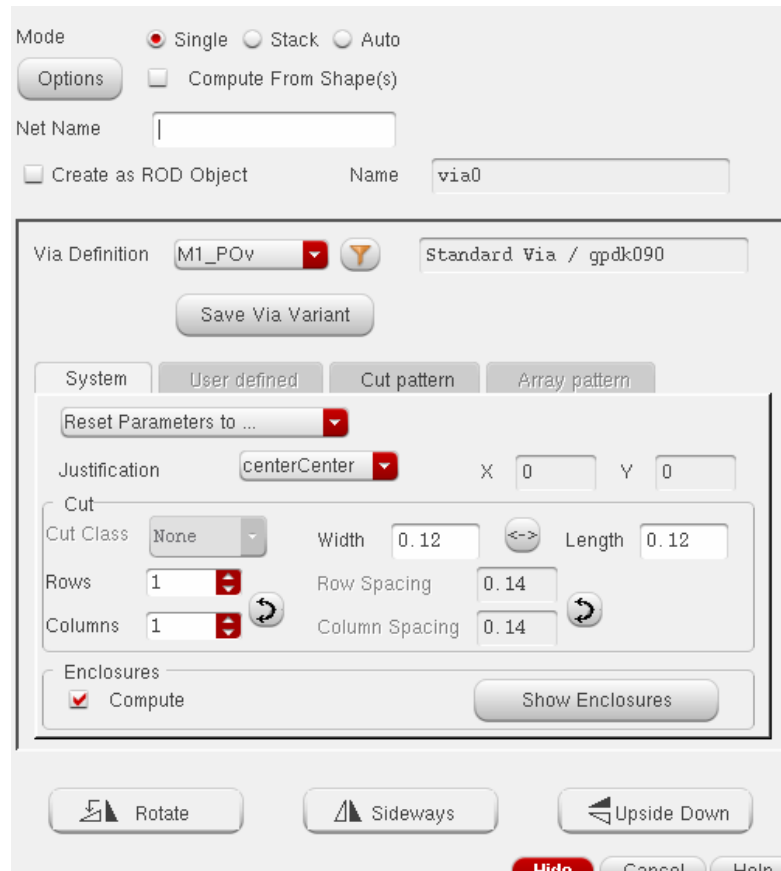 Mode Single Stack Auto
Options Compute From Shape(s)
Net Name
Create as ROD Object Name via0
Via Definition M1_POv Standard Via / gpdk090
Save Via Variant
System User defined Cut pattern Array pattern
Reset Parameters to ...
Justification centerCenter X 0 Y 0
Cut
Cut Class None Width 0.12 <-> Length 0.12
Rows 1 Row Spacing 0.14
Columns 1 Column Spacing 0.14
Enclosures
Compute Show Enclosures
Rotate Sideways Upside Down
Hide Cancel Help